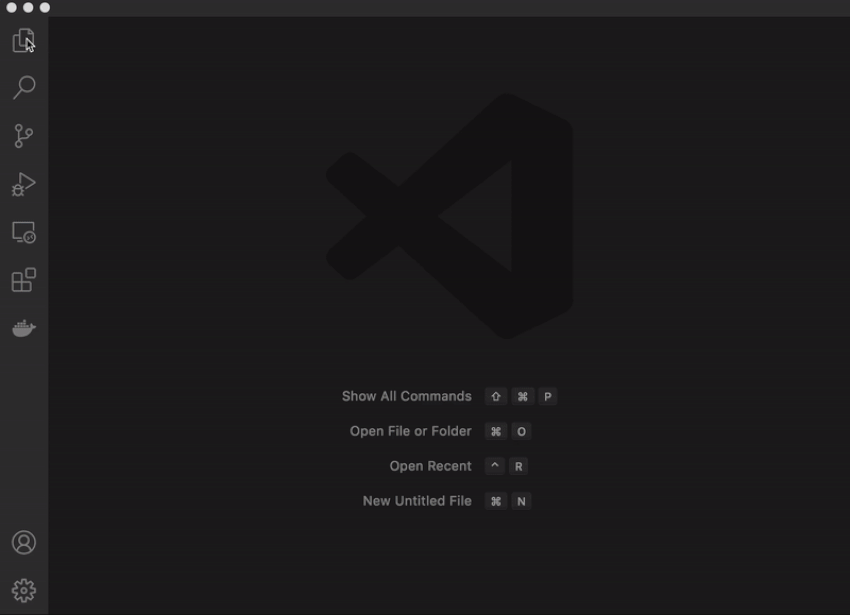 Show All Commands ⇧ ⌘ P
Open File or Folder ⌘ O
Open Recent ^ R
New Untitled File ⌘ N